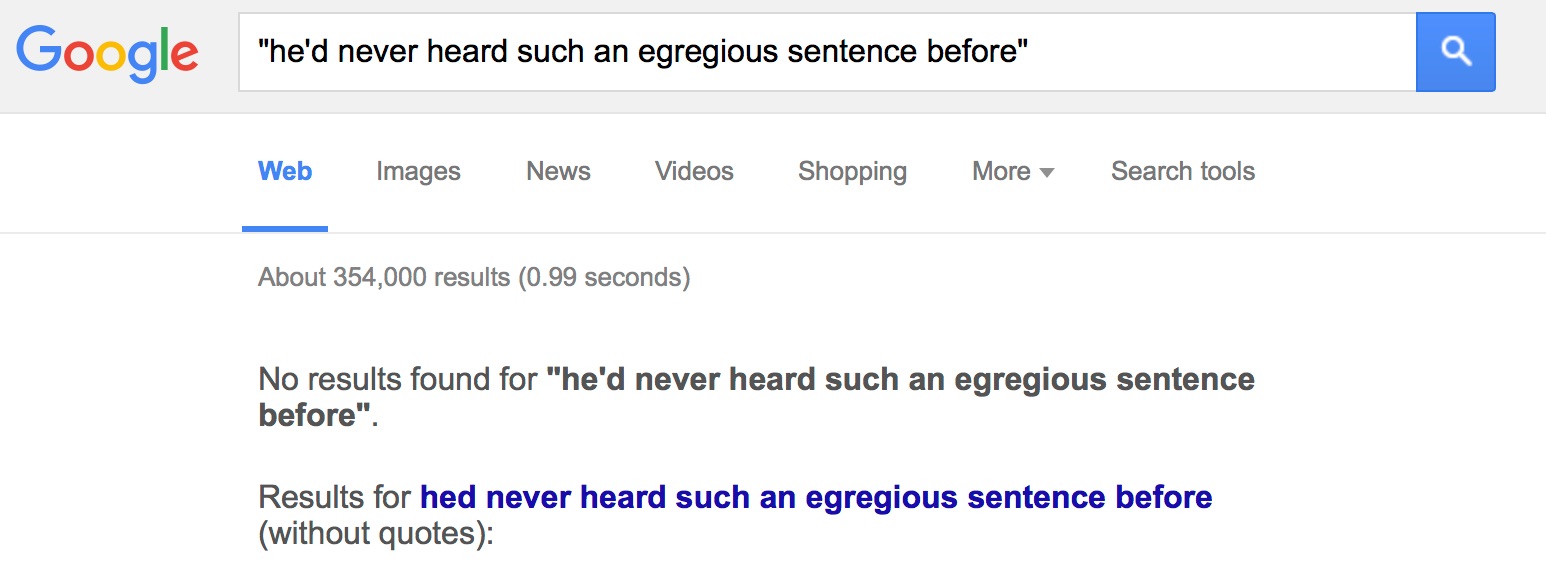 Google "he'd never heard such an egregious sentence before"
Web Images News Videos Shopping More Search tools
About 354,000 results (0.99 seconds)
No results found for "he'd never heard such an egregious sentence
before".
Results for hed never heard such an egregious sentence before
(without quotes):